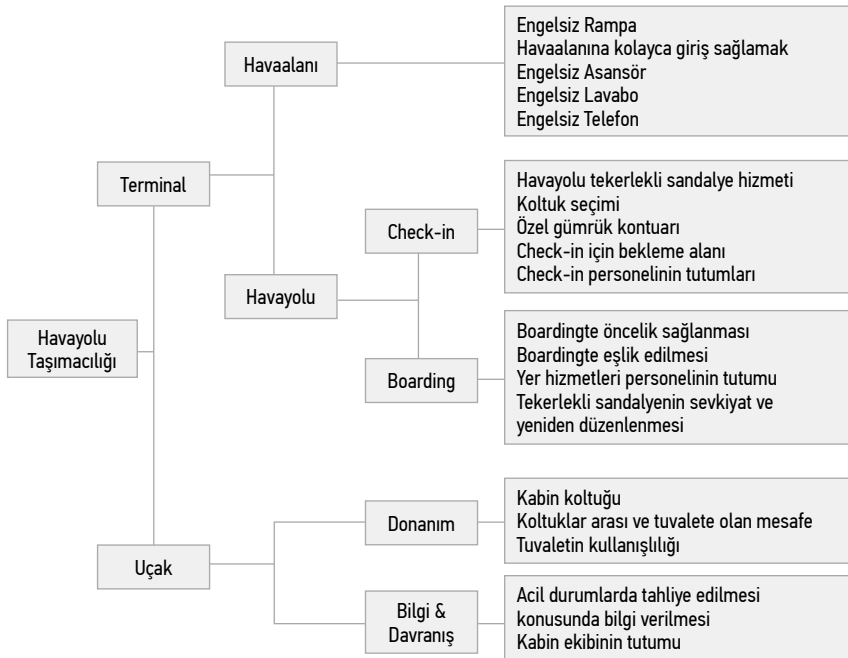 Havayolu
Taşımacılığı
Terminal
Havaalanı
Engelsiz Rampa
Havaalanına kolayca giriş sağlamak
Engelsiz Asansör
Engelsiz Lavabo
Engelsiz Telefon
Havayolu
Check-in
Havayolu tekerlekli sandalye hizmeti
Koltuk seçimi
Özel gümrük kontuarı
Check-in için bekleme alanı
Check-in personelinin tutumları
Boarding
Boardingte öncelik sağlanması
Boardingte eşlik edilmesi
Yer hizmetleri personelinin tutumu
Tekerlekli sandalyenin sevkiyat ve
yeniden düzenlenmesi
Uçak
Donanım
Kabin koltuğu
Koltuklar arası ve tuvalete olan mesafe
Tuvaletin kullanışlılığı
Bilgi &
Davranış
Acil durumlarda tahliye edilmesi
konusunda bilgi verilmesi
Kabin ekibinin tutumu